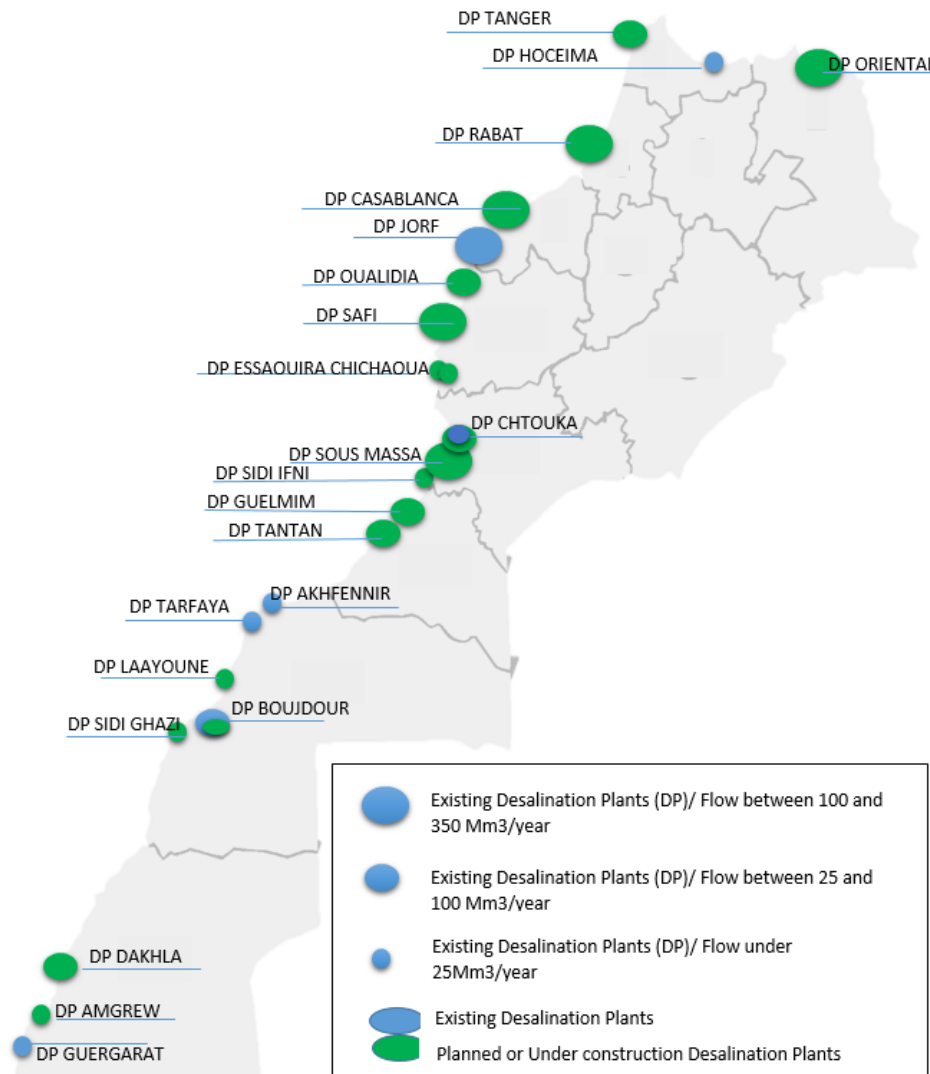 DP TANGER
DP HOCEIMA
DP ORIENTAL
DP RABAT
DP CASABLANCA
DP JORF
DP OUALIDIA
DP SAFI
DP ESSAOUIRA CHICHAOUA
DP CHTOUKA
DP SOUS MASSA
DP SIDI IFNI
DP GUELMIM
DP TANTAN
DP AKHFENNIR
DP TARFAYA
DP LAAYOUNE
DP BOUJDOUR
DP SIDI GHAZI
Existing Desalination Plants (DP)/ Flow between 100 and
350 Mm3/year
Existing Desalination Plants (DP)/ Flow between 25 and
100 Mm3/year
Existing Desalination Plants (DP)/ Flow under
25Mm3/year
Existing Desalination Plants
Planned or Under construction Desalination Plants
DP DAKHLA
DP AMGREW
DP GUERGARAT